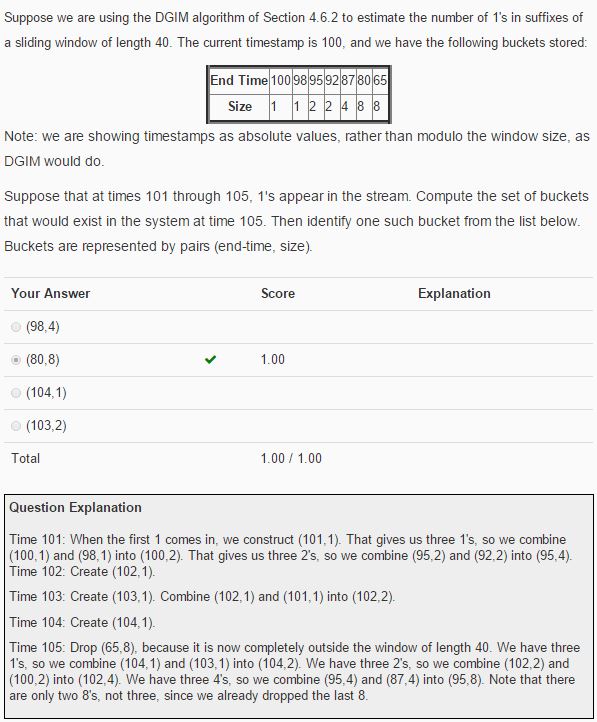 Suppose we are using the DGIM algorithm of Section 4.6.2 to estimate the number of 1's in suffixes of
a sliding window of length 40. The current timestamp is 100, and we have the following buckets stored:
End Time 100 98 95 92 87 80 65
Size 1 1 2 2 4 8 8
Note: we are showing timestamps as absolute values, rather than modulo the window size, as
DGIM would do.
Suppose that at times 101 through 105, 1's appear in the stream. Compute the set of buckets
that would exist in the system at time 105. Then identify one such bucket from the list below.
Buckets are represented by pairs (end-time, size).
Your Answer Score Explanation
(98,4)
(80,8) 1.00
(104,1)
(103,2)
Total 1.00 / 1.00
Question Explanation
Time 101: When the first 1 comes in, we construct (101,1). That gives us three 1's, so we combine
(100,1) and (98,1) into (100,2). That gives us three 2's, so we combine (95,2) and (92,2) into (95,4).
Time 102: Create (102,1).
Time 103: Create (103,1). Combine (102,1) and (101,1) into (102,2).
Time 104: Create (104,1).
Time 105: Drop (65,8), because it is now completely outside the window of length 40. We have three
1's, so we combine (104,1) and (103,1) into (104,2). We have three 2's, so we combine (102,2) and
(100,2) into (102,4). We have three 4's, so we combine (95,4) and (87,4) into (95,8). Note that there
are only two 8's, not three, since we already dropped the last 8.